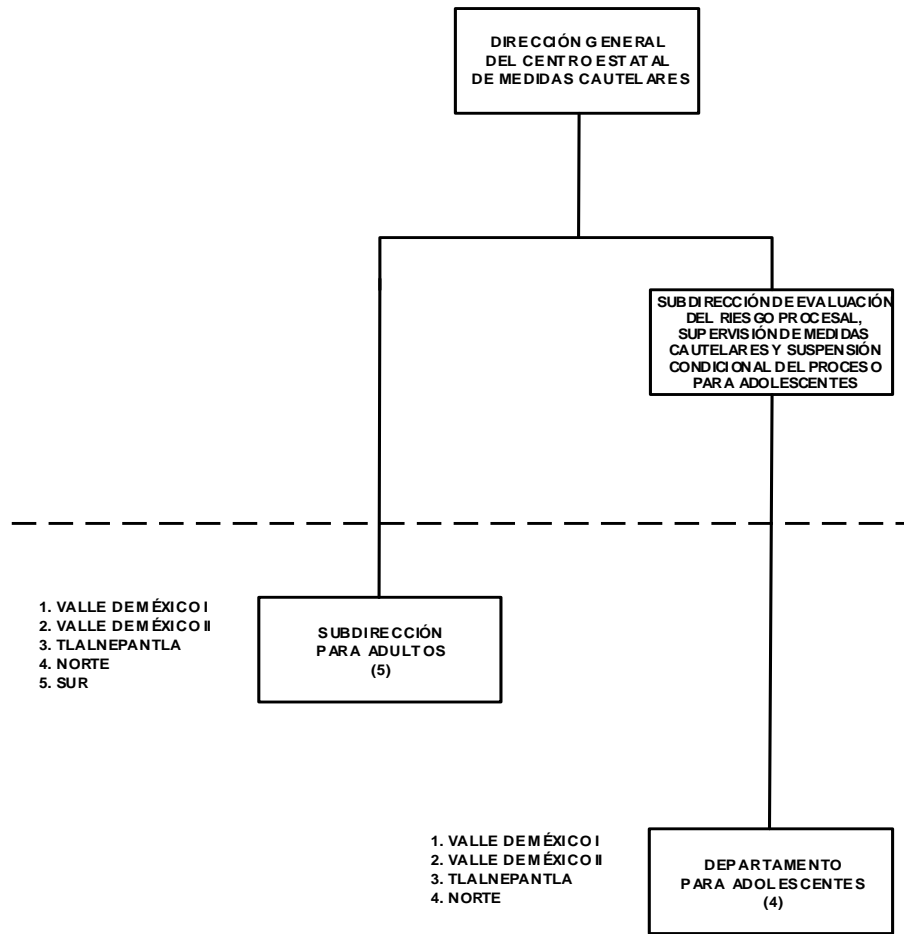 DIRECCIÓN GENERAL
DEL CENTRO ESTATAL
DE MEDIDAS CAUTELARES
SUBDIRECCIÓN DE EVALUACIÓN
DEL RIESGO PROCESAL,
SUPERVISIÓN DE MEDIDAS
CAUTELARES Y SUSPENSIÓN
CONDICIONAL DEL PROCESO
PARA ADOLESCENTES
1. VALLE DE MÉXICO I
2. VALLE DE MÉXICO II
3. TLALNEPANTLA
4. NORTE
5. SUR
SUBDIRECCIÓN
PARA ADULTOS
(5)
1. VALLE DE MÉXICO I
2. VALLE DE MÉXICO II
3. TLALNEPANTLA
4. NORTE
DEPARTAMENTO
PARA ADOLESCENTES
(4)